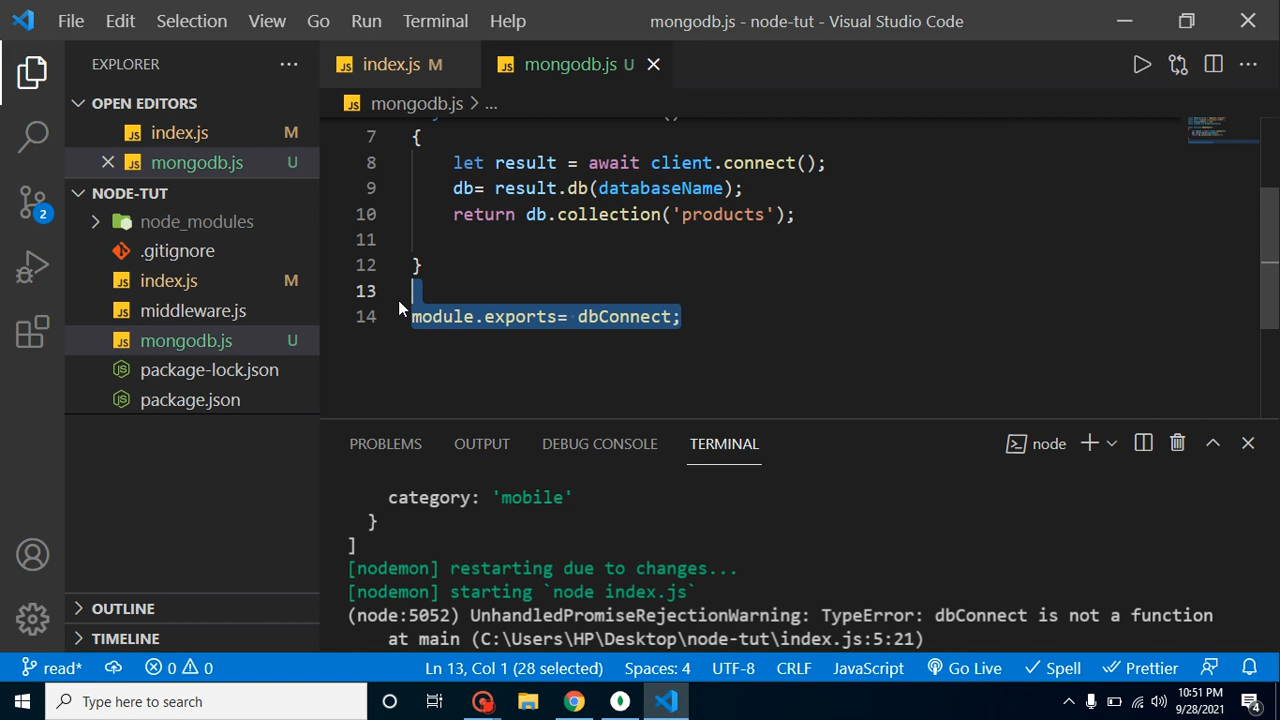 File Edit Selection View Go Run Terminal Help mongodb.js - node-tut - Visual Studio Code
EXPLORER
OPEN EDITORS
index.js M
mongodb.js U
NODE-TUT
node_modules
.gitignore
index.js M
middleware.js
mongodb.js U
package-lock.json
package.json
OUTLINE
TIMELINE
index.js M mongodb.js U
mongodb.js > ...
7 {
8 let result = await client.connect();
9 db= result.db(databaseName);
10 return db.collection('products');
11
12 }
13
14 module.exports= dbConnect;
PROBLEMS OUTPUT DEBUG CONSOLE TERMINAL node
category: 'mobile'
}
]
[nodemon] restarting due to changes...
[nodemon] starting `node index.js`
(node:5052) UnhandledPromiseRejectionWarning: TypeError: dbConnect is not a function
at main (C:\Users\HP\Desktop\node-tut\index.js:5:21)
2
read* 0 0 Ln 13, Col 1 (28 selected) Spaces: 4 UTF-8 CRLF JavaScript Go Live Spell Prettier
Type here to search
10:51 PM
9/28/2021
4